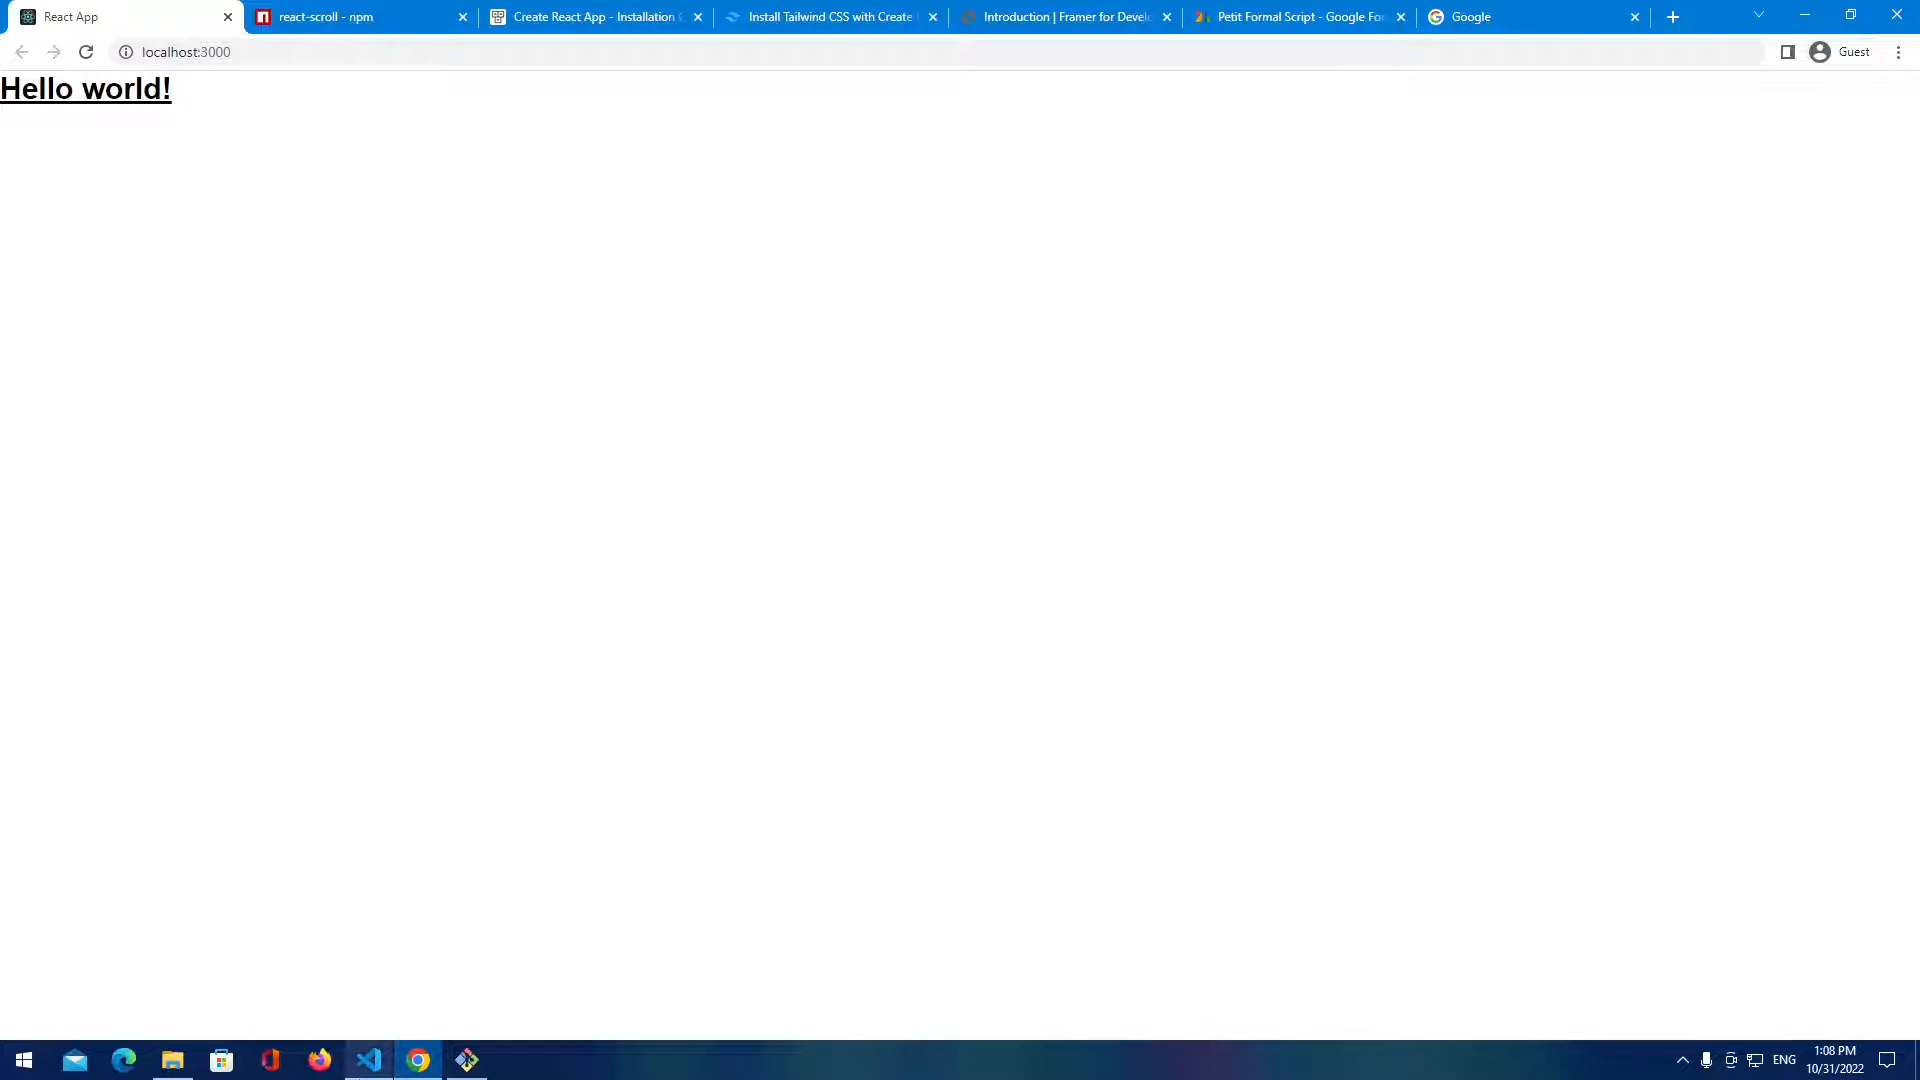 React App
react-scroll - npm
Create React App - Installation
Install Tailwind CSS with Create
Introduction | Framer for Develo
Petit Formal Script - Google Fo
Google
localhost:3000
Guest
Hello world!
ENG
1:08 PM
10/31/2022